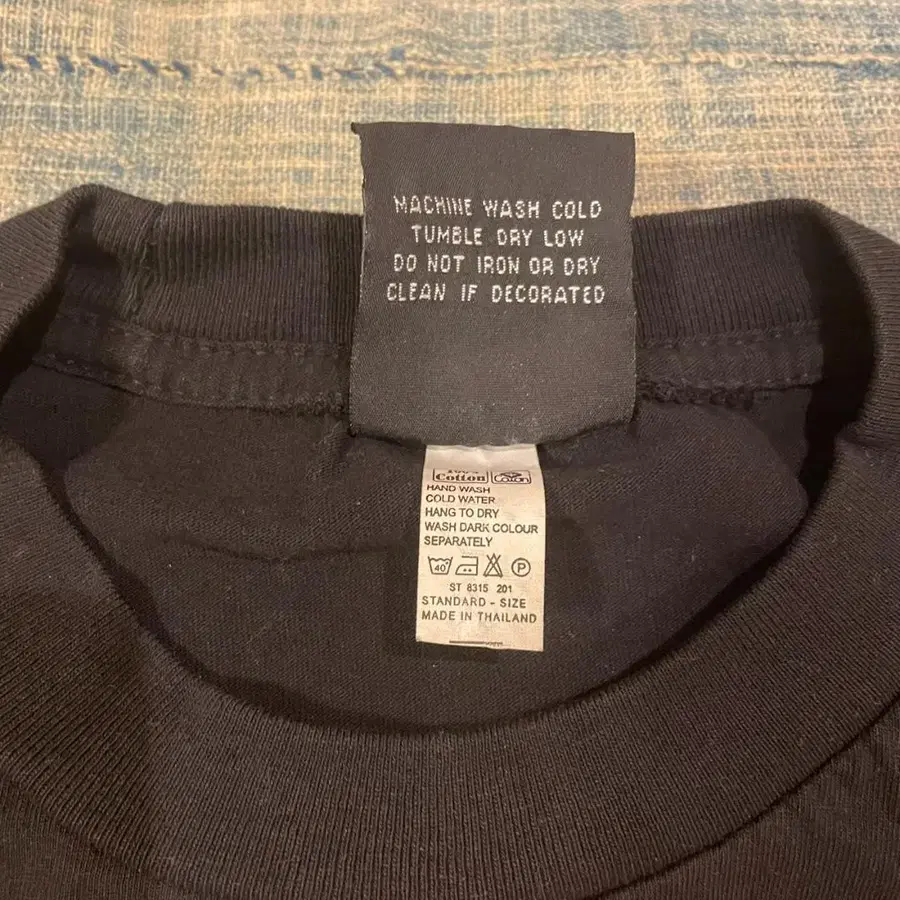 MACHINE WASH COLD
TUMBLE DRY LOW
DO NOT IRON OR DRY
CLEAN IF DECORATED
100%
Cotton
HAND WASH
COLD WATER
HANG TO DRY
WASH DARK COLOUR
SEPARATELY
40° P
ST 8315 201
STANDARD - SIZE
MADE IN THAILAND